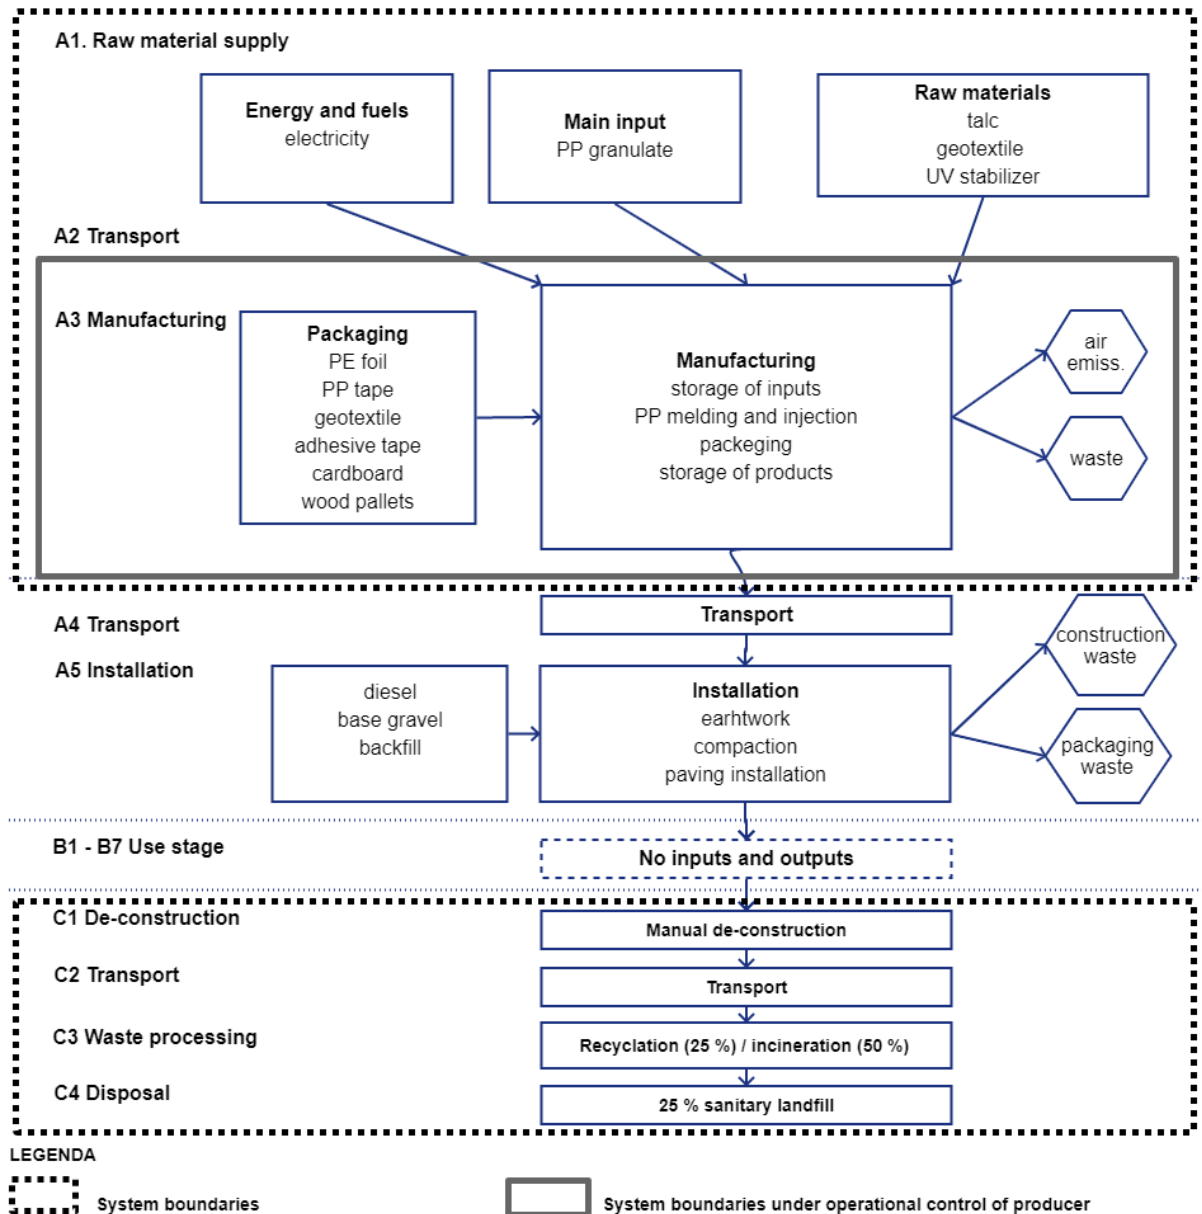 A1. Raw material supply
Energy and fuels
electricity
Main input
PP granulate
Raw materials
talc
geotextile
UV stabilizer
A2 Transport
A3 Manufacturing
Packaging
PE foil
PP tape
geotextile
adhesive tape
cardboard
wood pallets
Manufacturing
storage of inputs
PP melding and injection
packeging
storage of products
air
emiss.
waste
A4 Transport
Transport
A5 Installation
diesel
base gravel
backfill
Installation
earhtwork
compaction
paving installation
construction
waste
packaging
waste
B1 - B7 Use stage
No inputs and outputs
C1 De-construction
Manual de-construction
C2 Transport
Transport
C3 Waste processing
Recyclation (25 %) / incineration (50 %)
C4 Disposal
25 % sanitary landfill
LEGENDA
System boundaries
System boundaries under operational control of producer